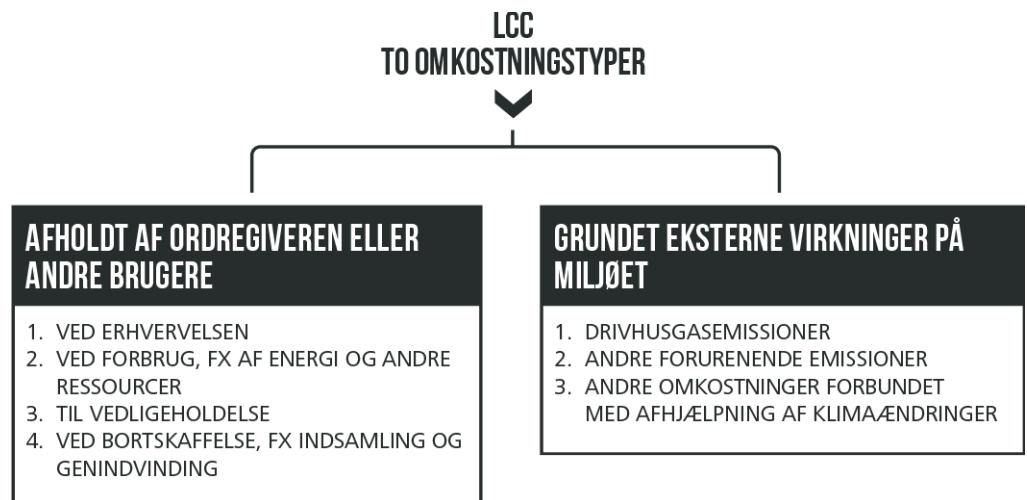 LCC
TO OMKOSTNINGSTYPER
AFHOLDT AF ORDREGIVEREN ELLER
ANDRE BRUGERE
1. VED ERHVERVELSEN
2. VED FORBRUG, FX AF ENERGI OG ANDRE
RESSOURCER
3. TIL VEDLIGEHOLDELSE
4. VED BORTSKAFFELSE, FX INDSAMLING OG
GENINDVINDING
GRUNDET EKSTERNE VIRKNINGER PÅ
MILJØET
1. DRIVHUSGASEMISSIONER
2. ANDRE FORURENENDE EMISSIONER
3. ANDRE OMKOSTNINGER FORBUNDET
MED AFHJÆLPNING AF KLIMAÆNDRINGER